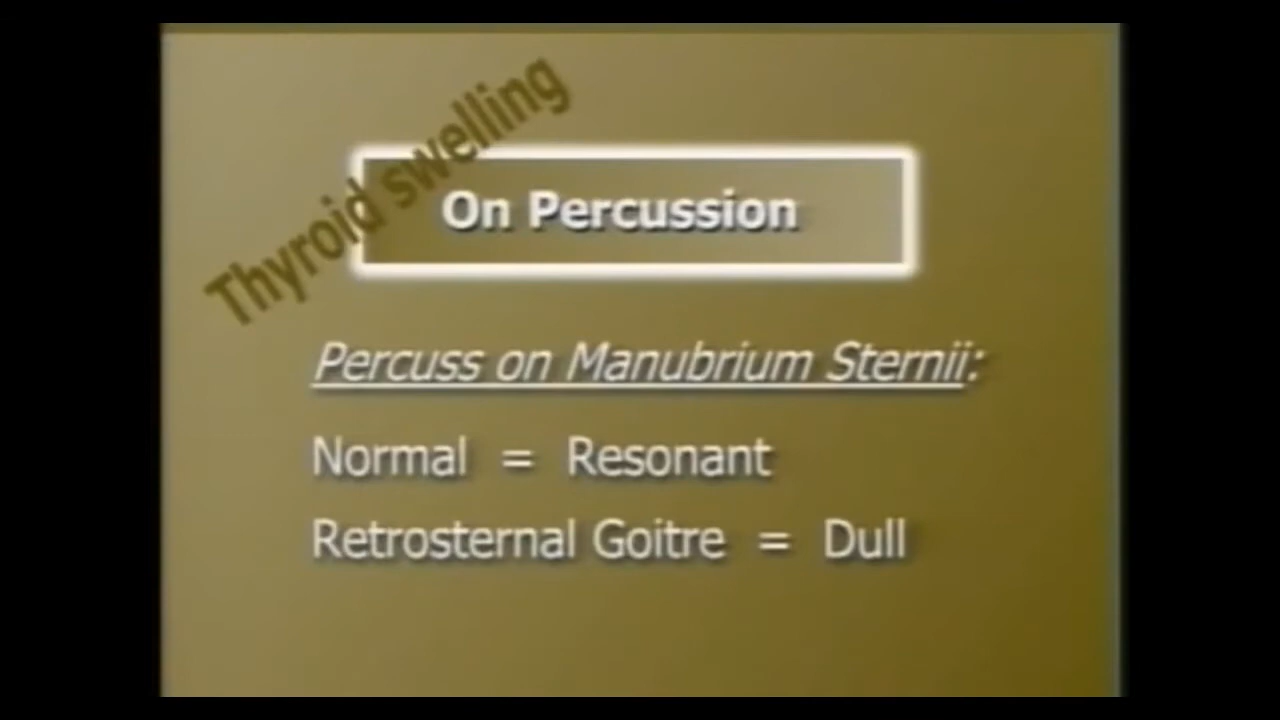 Thyroid swelling
On Percussion
Percuss on Manubrium Sternii:
Normal = Resonant
Retrosternal Goitre = Dull